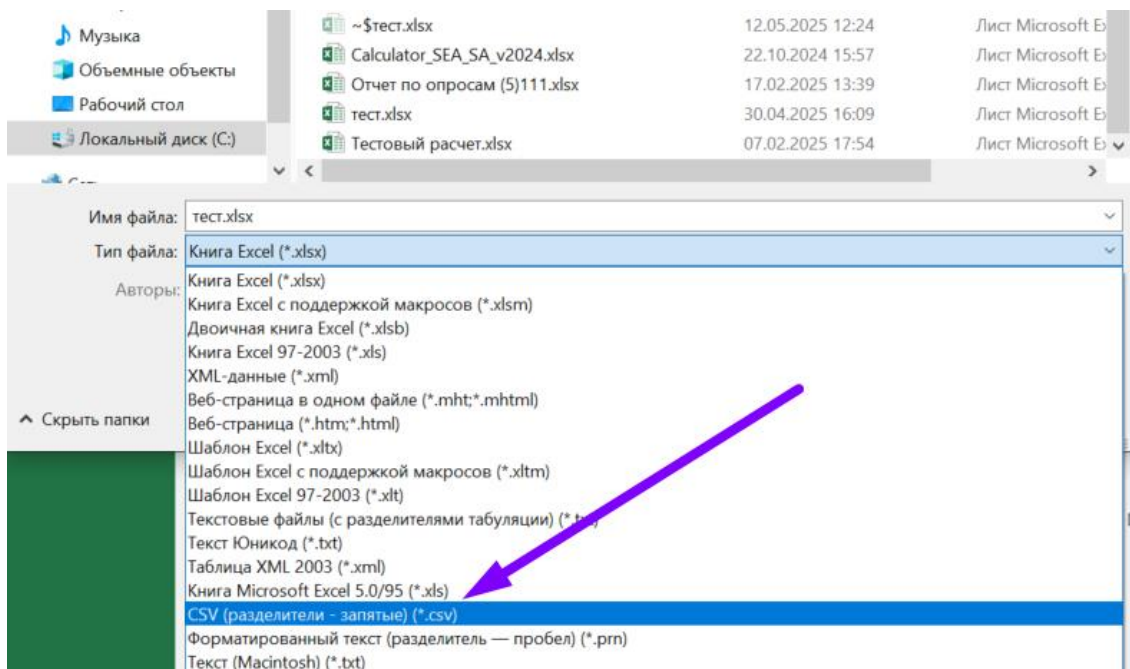 Музыка
Объемные объекты
Рабочий стол
Локальный диск (C:)
~$тест.xlsx 12.05.2025 12:24 Лист Microsoft
Calculator_SEA_SA_v2024.xlsx 22.10.2024 15:57 Лист Microsoft
Отчет по опросам (5)111.xlsx 17.02.2025 13:39 Лист Microsoft
тест.xlsx 30.04.2025 16:09 Лист Microsoft
Тестовый расчет.xlsx 07.02.2025 17:54 Лист Microsoft
Имя файла: тест.xlsx
Тип файла: Книга Excel (*.xlsx)
Авторы:
Книга Excel (*.xlsx)
Книга Excel с поддержкой макросов (*.xlsm)
Двоичная книга Excel (*.xlsb)
Книга Excel 97-2003 (*.xls)
XML-данные (*.xml)
Веб-страница в одном файле (*.mht;*.mhtml)
Скрыть папки
Веб-страница (*.htm;*.html)
Шаблон Excel (*.xltx)
Шаблон Excel с поддержкой макросов (*.xltm)
Шаблон Excel 97-2003 (*.xlt)
Текстовые файлы (с разделителями табуляции) (*.txt)
Текст Юникод (*.txt)
Таблица XML 2003 (*.xml)
Книга Microsoft Excel 5.0/95 (*.xls)
CSV (разделители - запятые) (*.csv)
Форматированный текст (разделитель — пробел) (*.prn)
Текст (Macintosh) (*.txt)